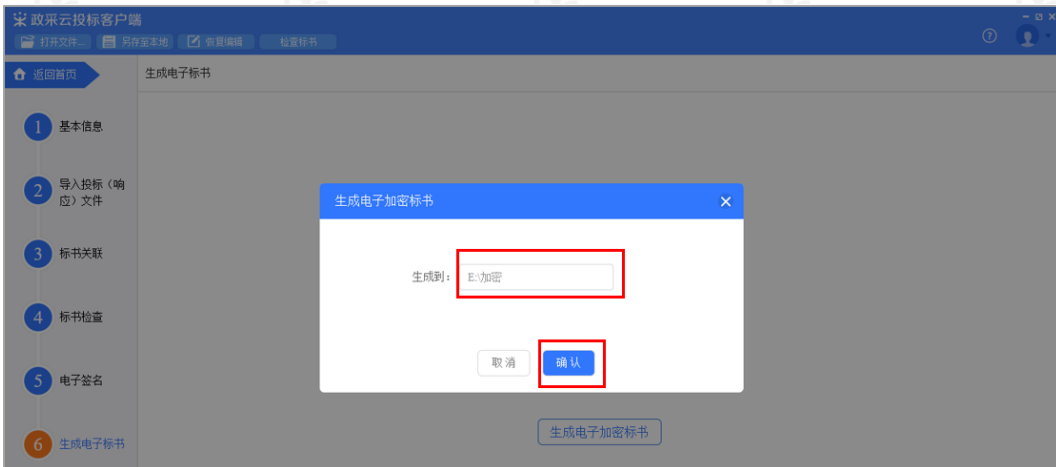 政采云投标客户端
打开文件... 另存至本地 恢复编辑 检查标书
返回首页 生成电子标书
1 基本信息
2 导入投标（响
应）文件
3 标书关联
4 标书检查
5 电子签名
6 生成电子标书
生成电子加密标书
生成到： E:\加密
取消 确认
生成电子加密标书